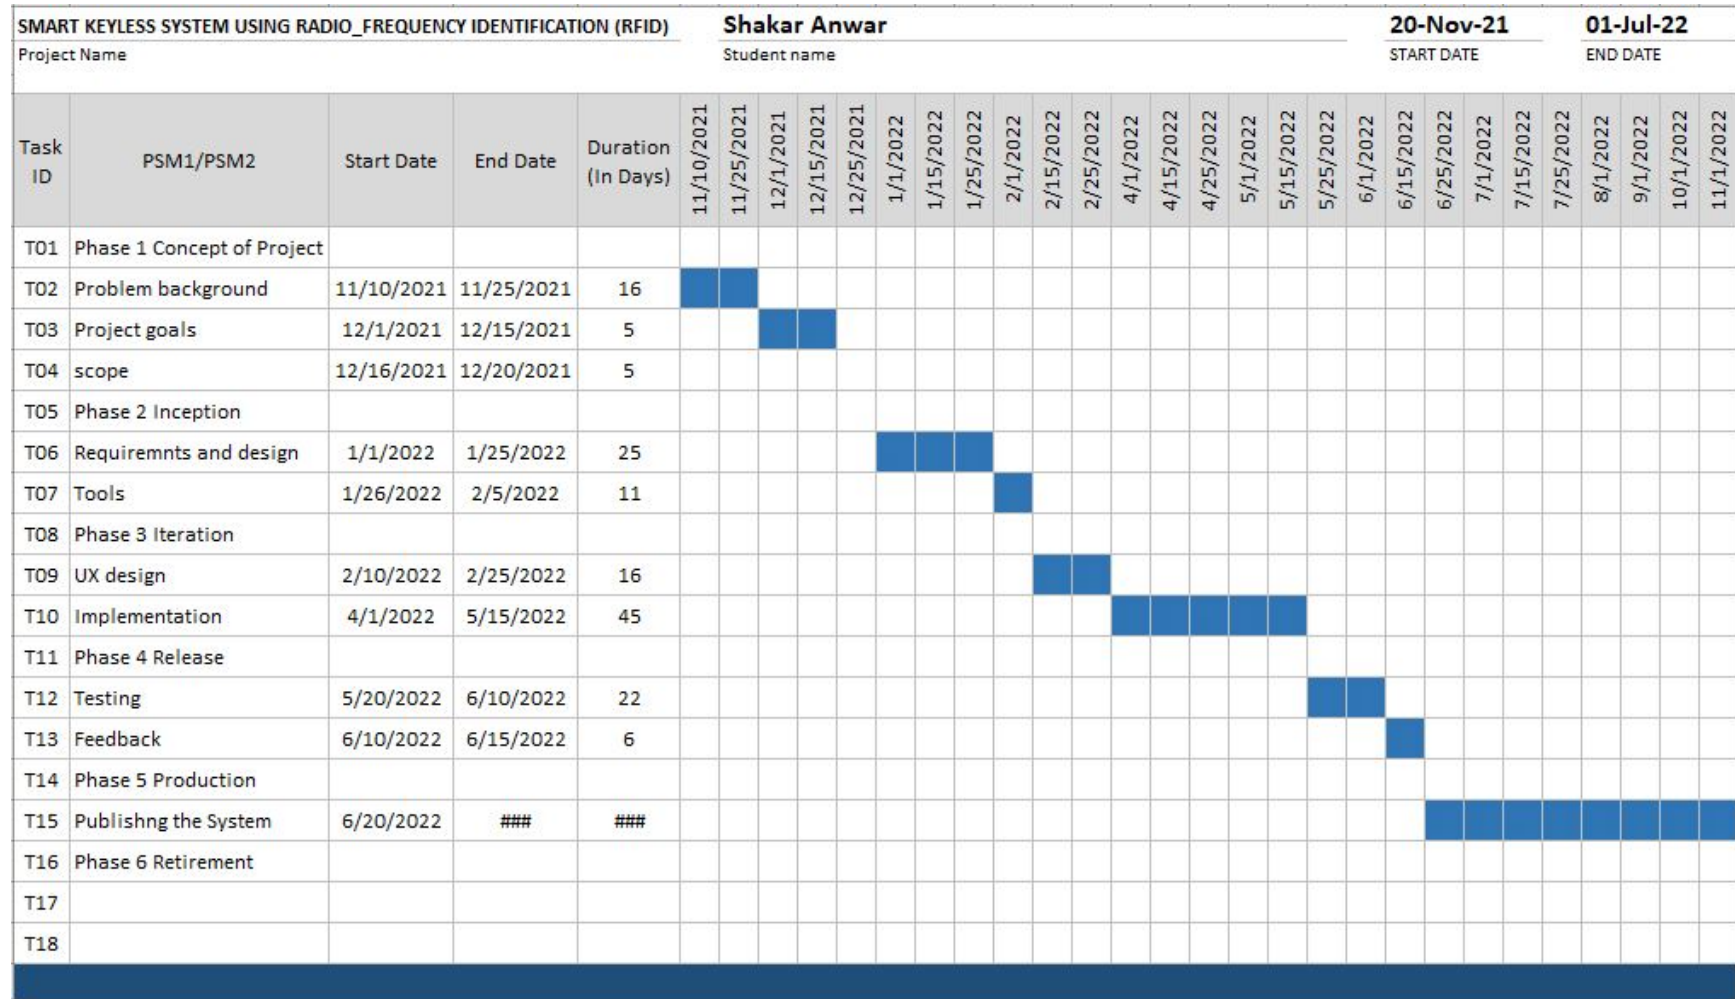 SMART KEYLESS SYSTEM USING RADIO_FREQUENCY IDENTIFICATION (RFID) Shakar Anwar 20-Nov-21 01-Jul-22
Project Name Student name START DATE END DATE
Task ID PSM1/PSM2 Start Date End Date Duration (In Days) 11/10/2021 11/25/2021 12/1/2021 12/15/2021 12/25/2021 1/1/2022 1/15/2022 1/25/2022 2/1/2022 2/15/2022 2/25/2022 4/1/2022 4/15/2022 4/25/2022 5/1/2022 5/15/2022 5/25/2022 6/1/2022 6/15/2022 6/25/2022 7/1/2022 7/15/2022 7/25/2022 8/1/2022 9/1/2022 10/1/2022 11/1/2022
T01 Phase 1 Concept of Project
T02 Problem background 11/10/2021 11/25/2021 16
T03 Project goals 12/1/2021 12/15/2021 5
T04 scope 12/16/2021 12/20/2021 5
T05 Phase 2 Inception
T06 Requiremnts and design 1/1/2022 1/25/2022 25
T07 Tools 1/26/2022 2/5/2022 11
T08 Phase 3 Iteration
T09 UX design 2/10/2022 2/25/2022 16
T10 Implementation 4/1/2022 5/15/2022 45
T11 Phase 4 Release
T12 Testing 5/20/2022 6/10/2022 22
T13 Feedback 6/10/2022 6/15/2022 6
T14 Phase 5 Production
T15 Publishng the System 6/20/2022 ### ###
T16 Phase 6 Retirement
T17
T18